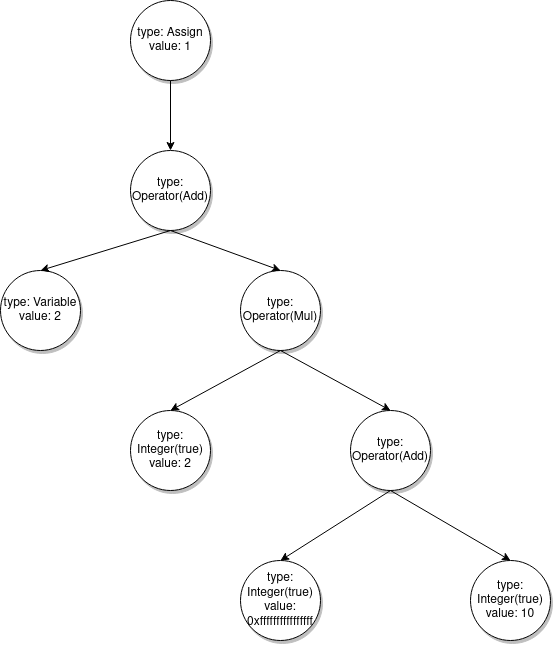 type: Assign
value: 1
type:
Operator(Add)
type: Variable
value: 2
type:
Operator(Mul)
type:
Integer(true)
value: 2
type:
Operator(Add)
type:
Integer(true)
value:
0xffffffffffffffff
type:
Integer(true)
value: 10